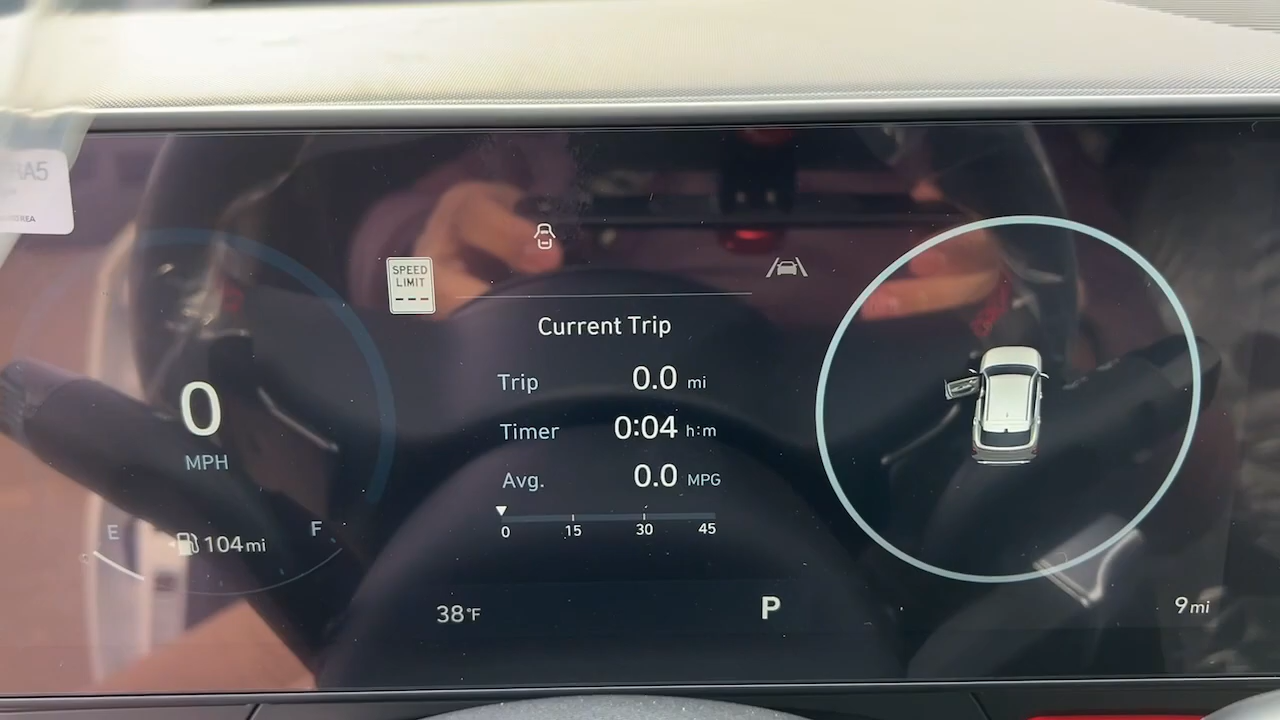 RA5
SPEED
LIMIT
---
Current Trip
Trip 0.0 mi
Timer 0:04 h:m
Avg. 0.0 MPG
0 15 30 45
0
MPH
E F
104 mi
38°F
P
9 mi